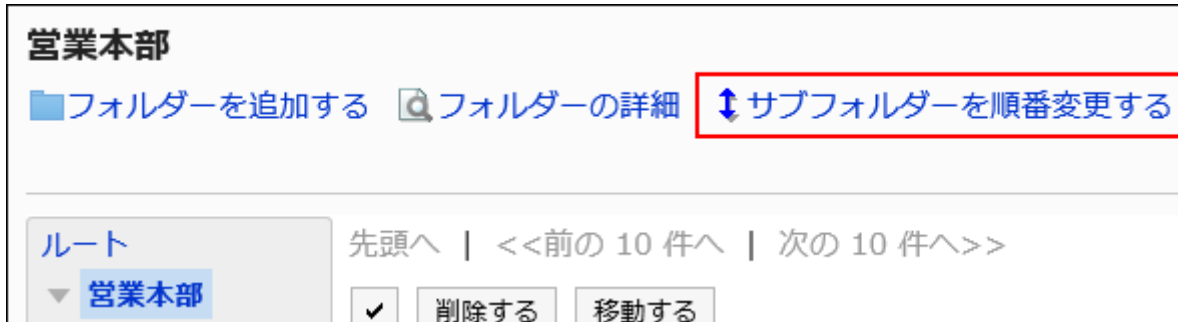 営業本部
フォルダーを追加する フォルダーの詳細 サブフォルダーを順番変更する
ルート
営業本部
先頭へ | <<前の 10 件へ | 次の 10 件へ>>
削除する 移動する